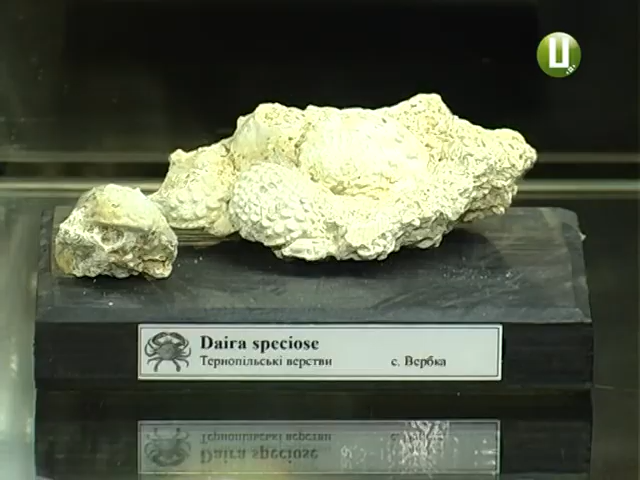 Ц
Daira speciose
Тернопільські верстви с. Вербка